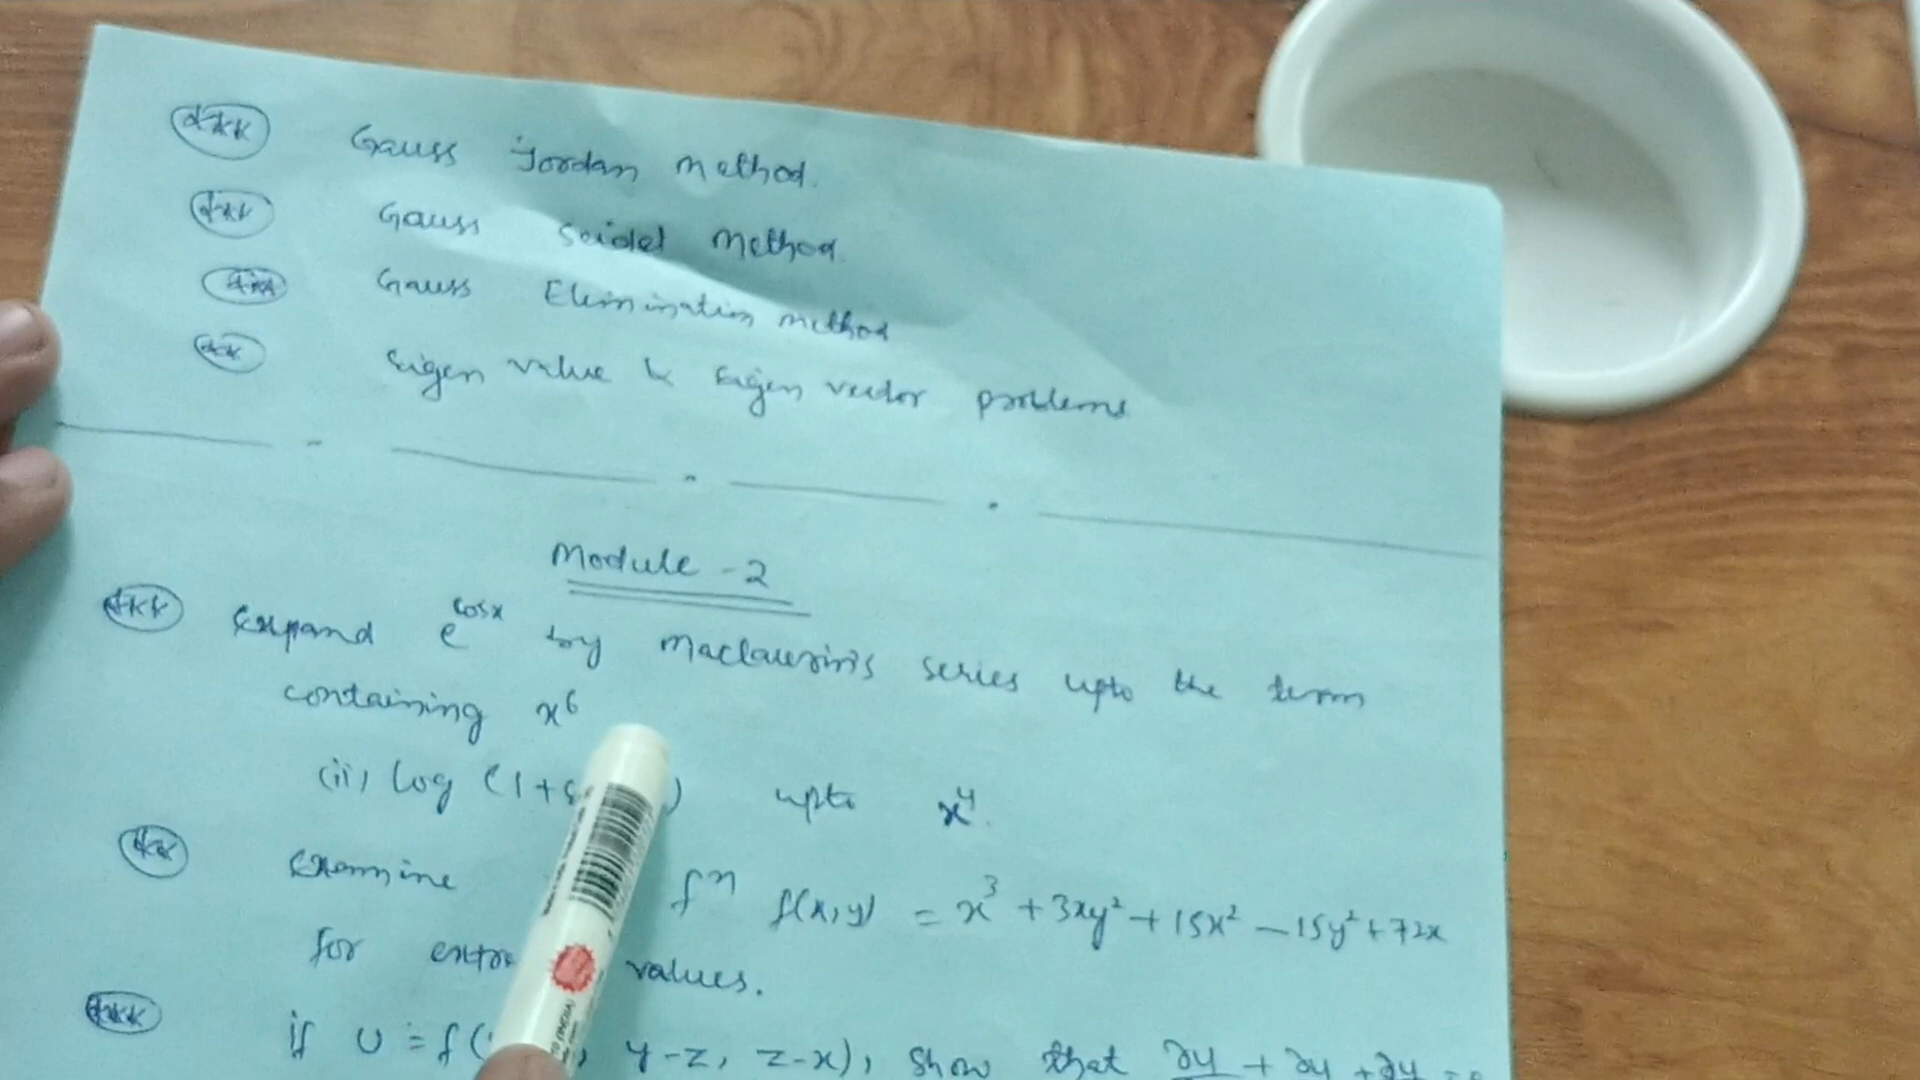 Gauss Jordan method.
Gauss Seidel Method.
Gauss Elimination method
Eigen value & Eigen vector problems
Module - 2
Expand e^cosx by Maclaurin's series upto the term
containing x^6
(ii) log (1+s ) upto x^4.
Examine f^n f(x,y) = x^3 + 3xy^2 + 15x^2 - 15y^2 + 72x
for extre values.
if U = f( , y-z, z-x), show that ∂u + ∂u + ∂u =